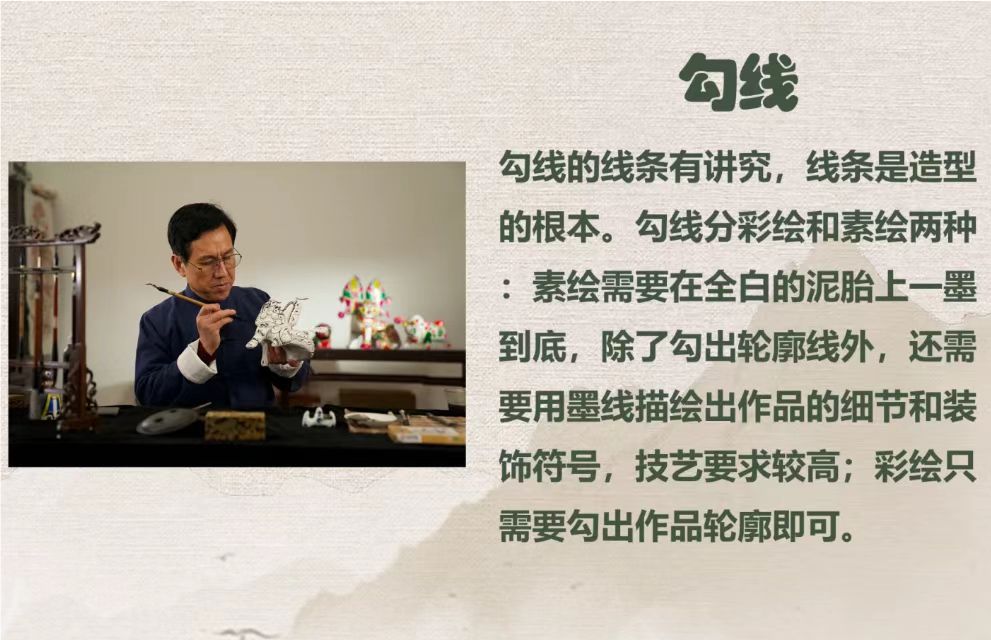 勾线
勾线的线条有讲究，线条是造型
的根本。勾线分彩绘和素绘两种
：素绘需要在全白的泥胎上一墨
到底，除了勾出轮廓线外，还需
要用墨线描绘出作品的细节和装
饰符号，技艺要求较高；彩绘只
需要勾出作品轮廓即可。